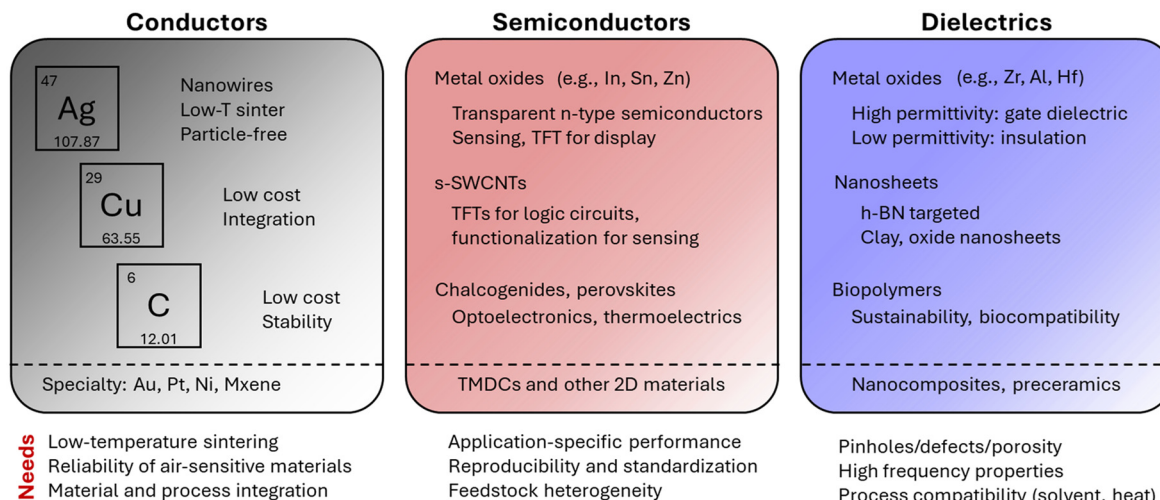 Conductors
47
Ag
107.87
Nanowires
Low-T sinter
Particle-free
29
Cu
63.55
Low cost
Integration
6
C
12.01
Low cost
Stability
Specialty: Au, Pt, Ni, Mxene
Needs
Low-temperature sintering
Reliability of air-sensitive materials
Material and process integration
Semiconductors
Metal oxides (e.g., In, Sn, Zn)
Transparent n-type semiconductors
Sensing, TFT for display
s-SWCNTs
TFTs for logic circuits,
functionalization for sensing
Chalcogenides, perovskites
Optoelectronics, thermoelectrics
TMDCs and other 2D materials
Application-specific performance
Reproducibility and standardization
Feedstock heterogeneity
Dielectrics
Metal oxides (e.g., Zr, Al, Hf)
High permittivity: gate dielectric
Low permittivity: insulation
Nanosheets
h-BN targeted
Clay, oxide nanosheets
Biopolymers
Sustainability, biocompatibility
Nanocomposites, preceramics
Pinholes/defects/porosity
High frequency properties
Process compatibility (solvent, heat)